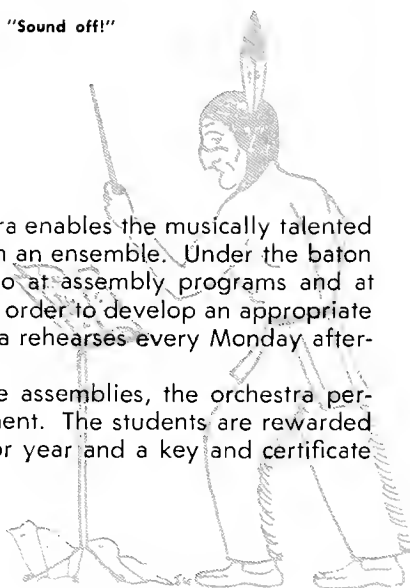 "Sound off!"
ra enables the musically talented
n an ensemble. Under the baton
o at assembly programs and at
order to develop an appropriate
a rehearses every Monday after-
e assemblies, the orchestra per-
nent. The students are rewarded
or year and a key and certificate